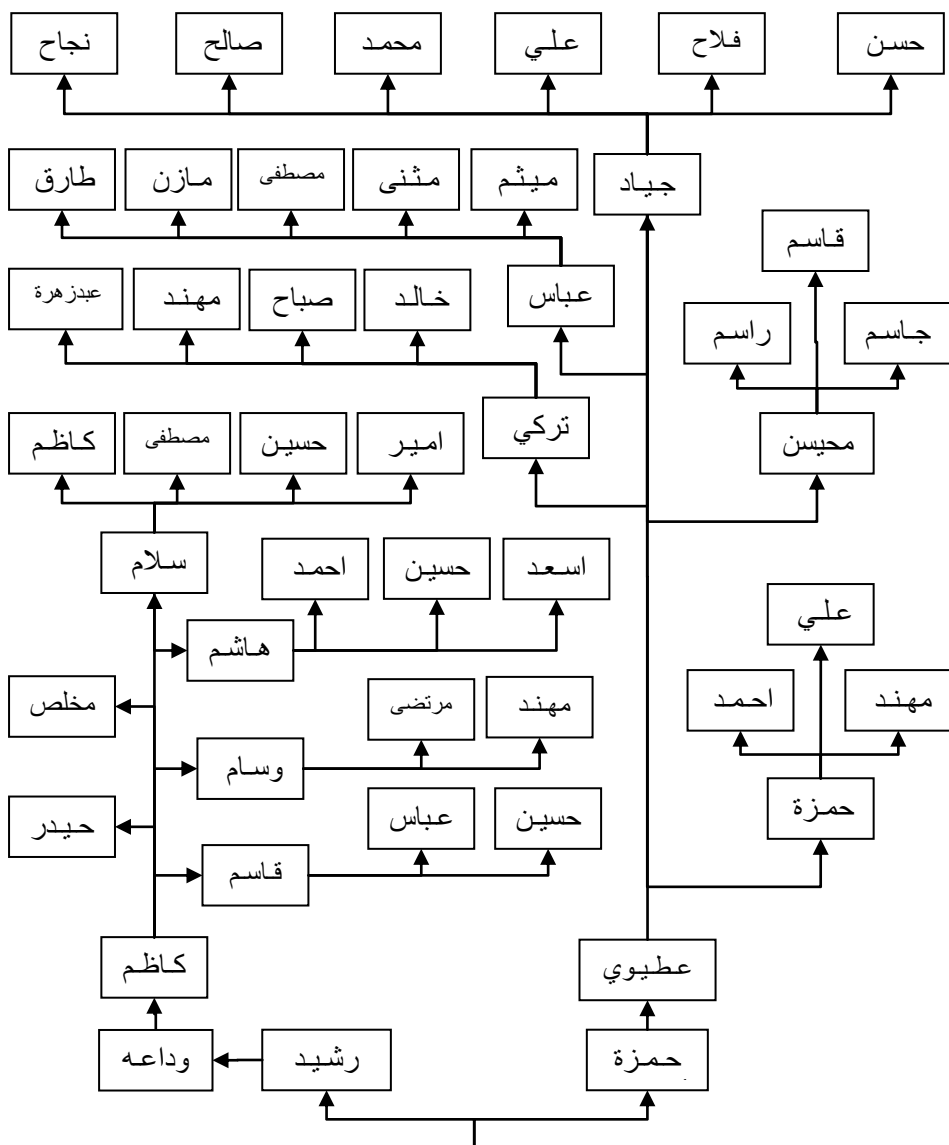 حسن
فلاح
علي
محمد
صالح
نجاح
جياد
ميثم
مثنى
مصطفى
مازن
طارق
قاسم
عباس
خالد
صباح
مهند
عبدزهرة
جاسم
راسم
تركي
محيسن
امير
حسين
مصطفى
كاظم
سلام
اسعد
حسين
احمد
علي
هاشم
مهند
احمد
مهند
مرتضى
مخلص
وسام
حمزة
حسين
عباس
حيدر
قاسم
عطيوي
كاظم
حمزة
رشيد
وداعه